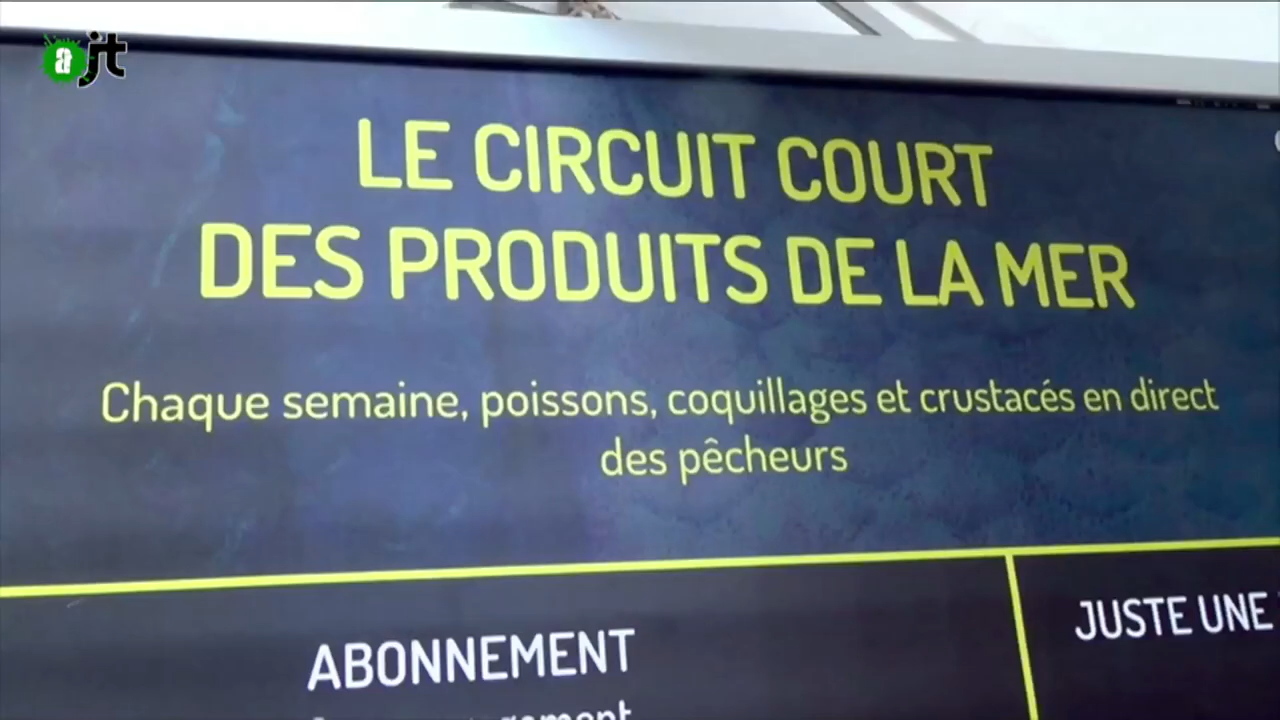 ajt
LE CIRCUIT COURT
DES PRODUITS DE LA MER
Chaque semaine, poissons, coquillages et crustacés en direct
des pêcheurs
ABONNEMENT
JUSTE UNE